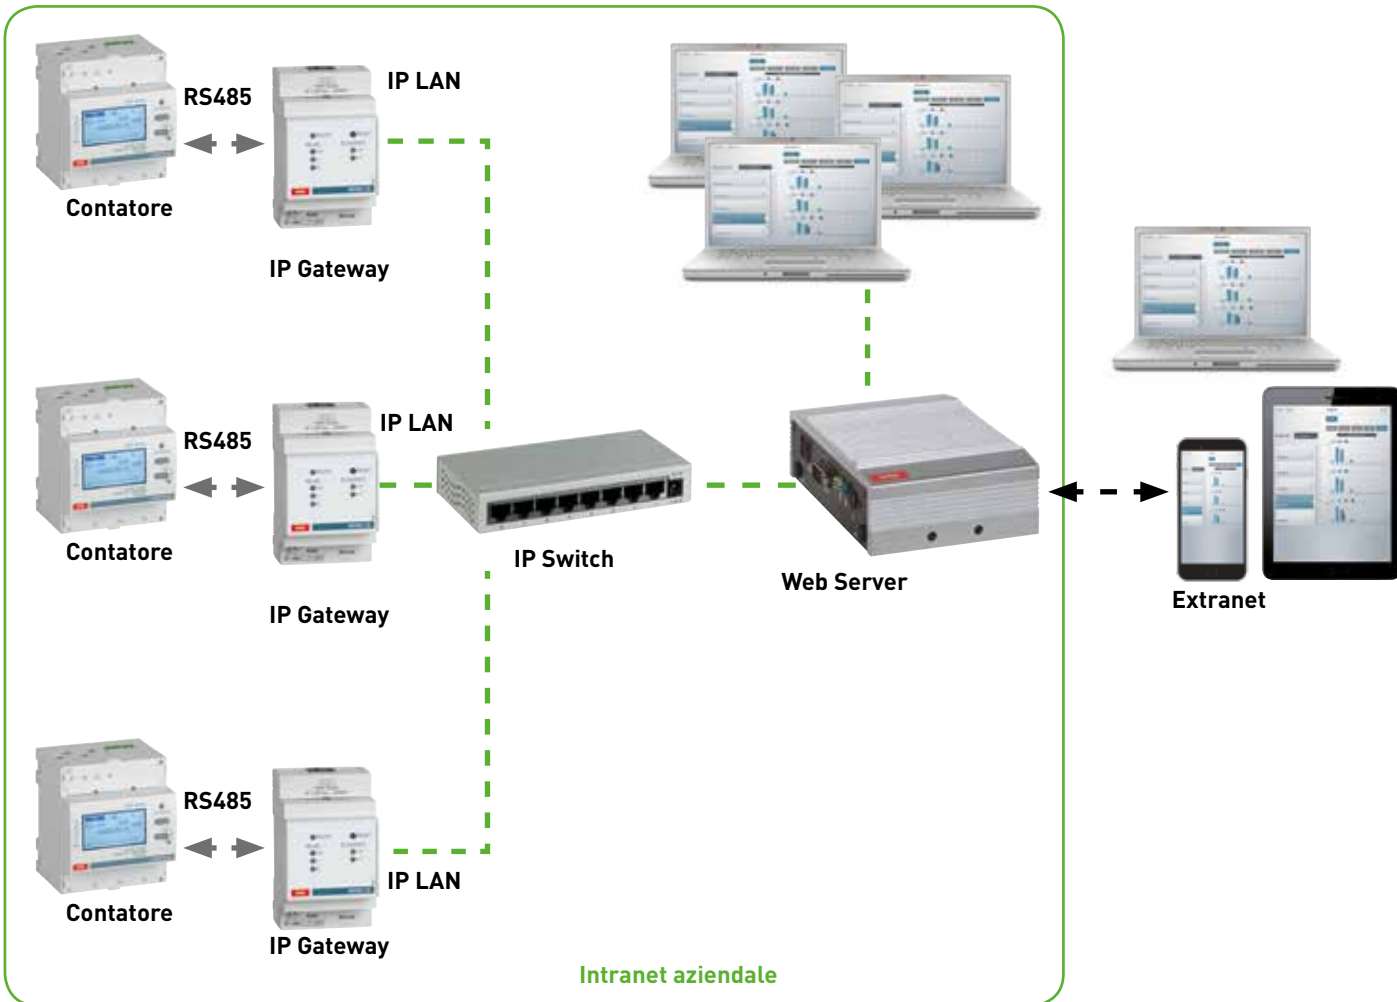 RS485
IP LAN
Contatore
IP Gateway
RS485
IP LAN
Contatore
IP Gateway
IP Switch
Web Server
Extranet
RS485
IP LAN
Contatore
IP Gateway
Intranet aziendale